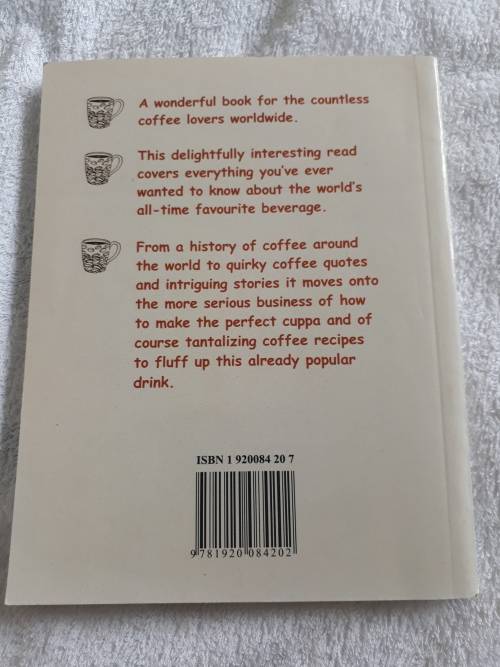 A wonderful book for the countless
coffee lovers worldwide.
This delightfully interesting read
covers everything you've ever
wanted to know about the world's
all-time favourite beverage.
From a history of coffee around
the world to quirky coffee quotes
and intriguing stories it moves onto
the more serious business of how
to make the perfect cuppa and of
course tantalizing coffee recipes
to fluff up this already popular
drink.
ISBN 1 920084 20 7
9 781920 084202